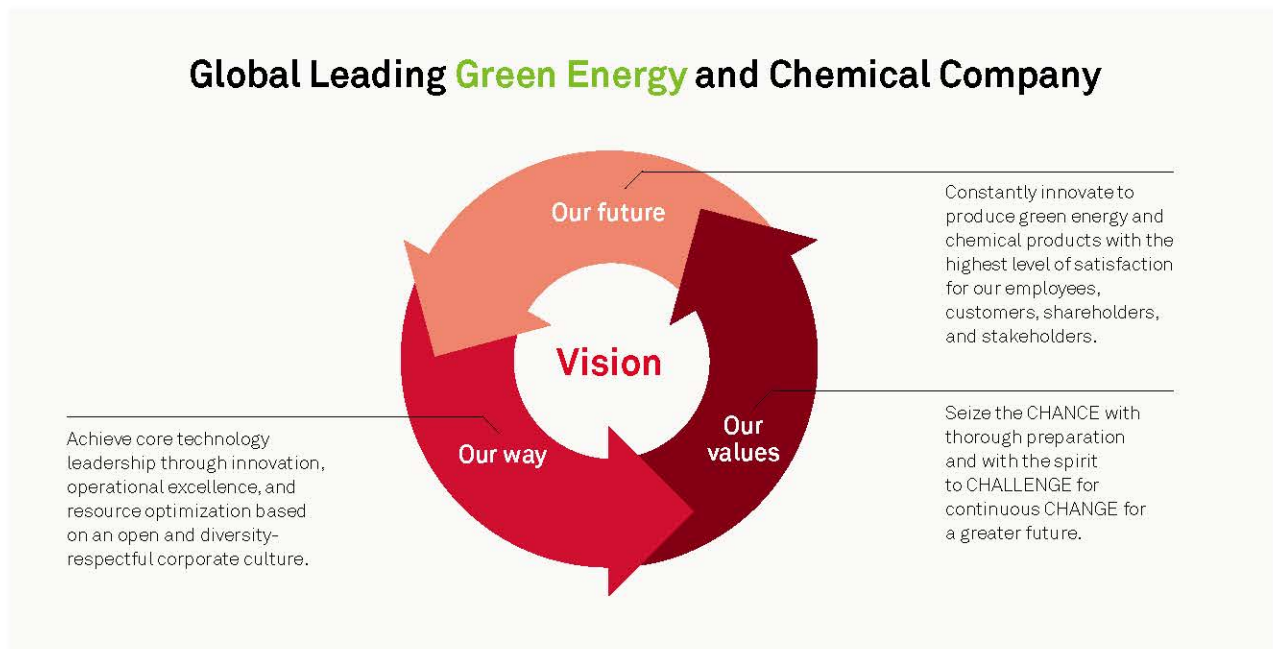 Global Leading Green Energy and Chemical Company
Our future
Constantly innovate to
produce green energy and
chemical products with the
highest level of satisfaction
for our employees,
customers, shareholders,
and stakeholders.
Vision
Our way
Achieve core technology
leadership through innovation,
operational excellence, and
resource optimization based
on an open and diversity-
respectful corporate culture.
Our
values
Seize the CHANCE with
thorough preparation
and with the spirit
to CHALLENGE for
continuous CHANGE for
a greater future.